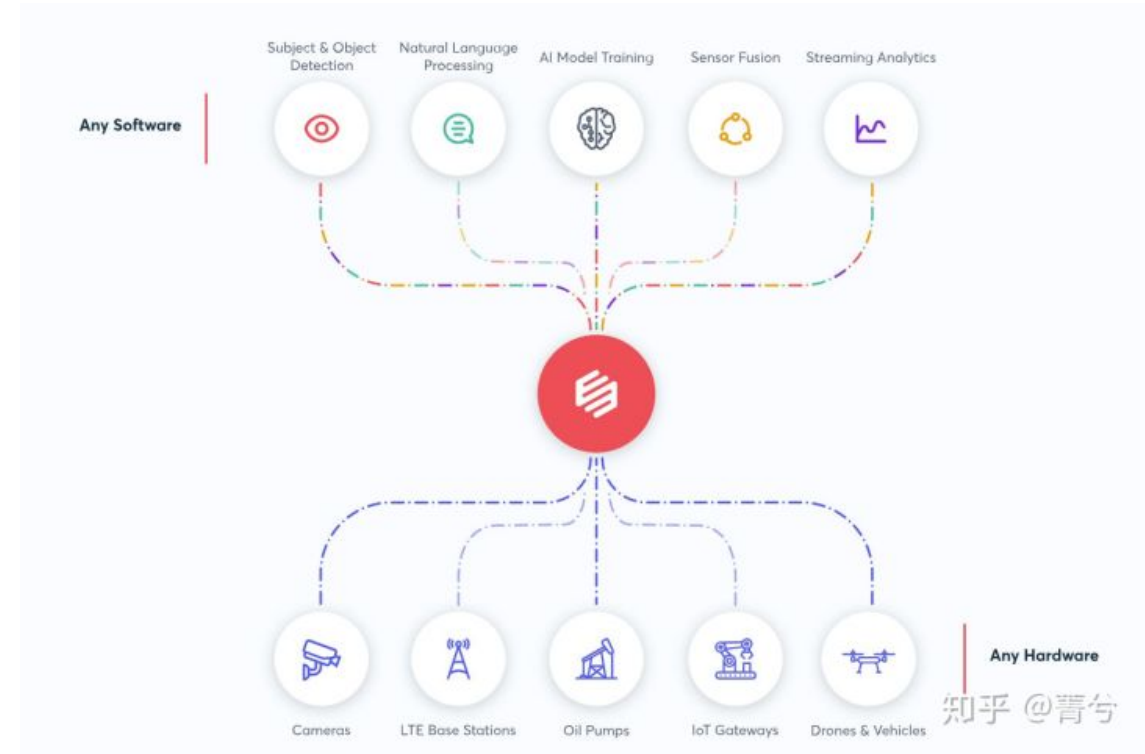 Subject & Object
Detection
Natural Language
Processing
AI Model Training
Sensor Fusion
Streaming Analytics
Any Software
Any Hardware
Cameras
LTE Base Stations
Oil Pumps
IoT Gateways
Drones & Vehicles
知乎 @菁兮